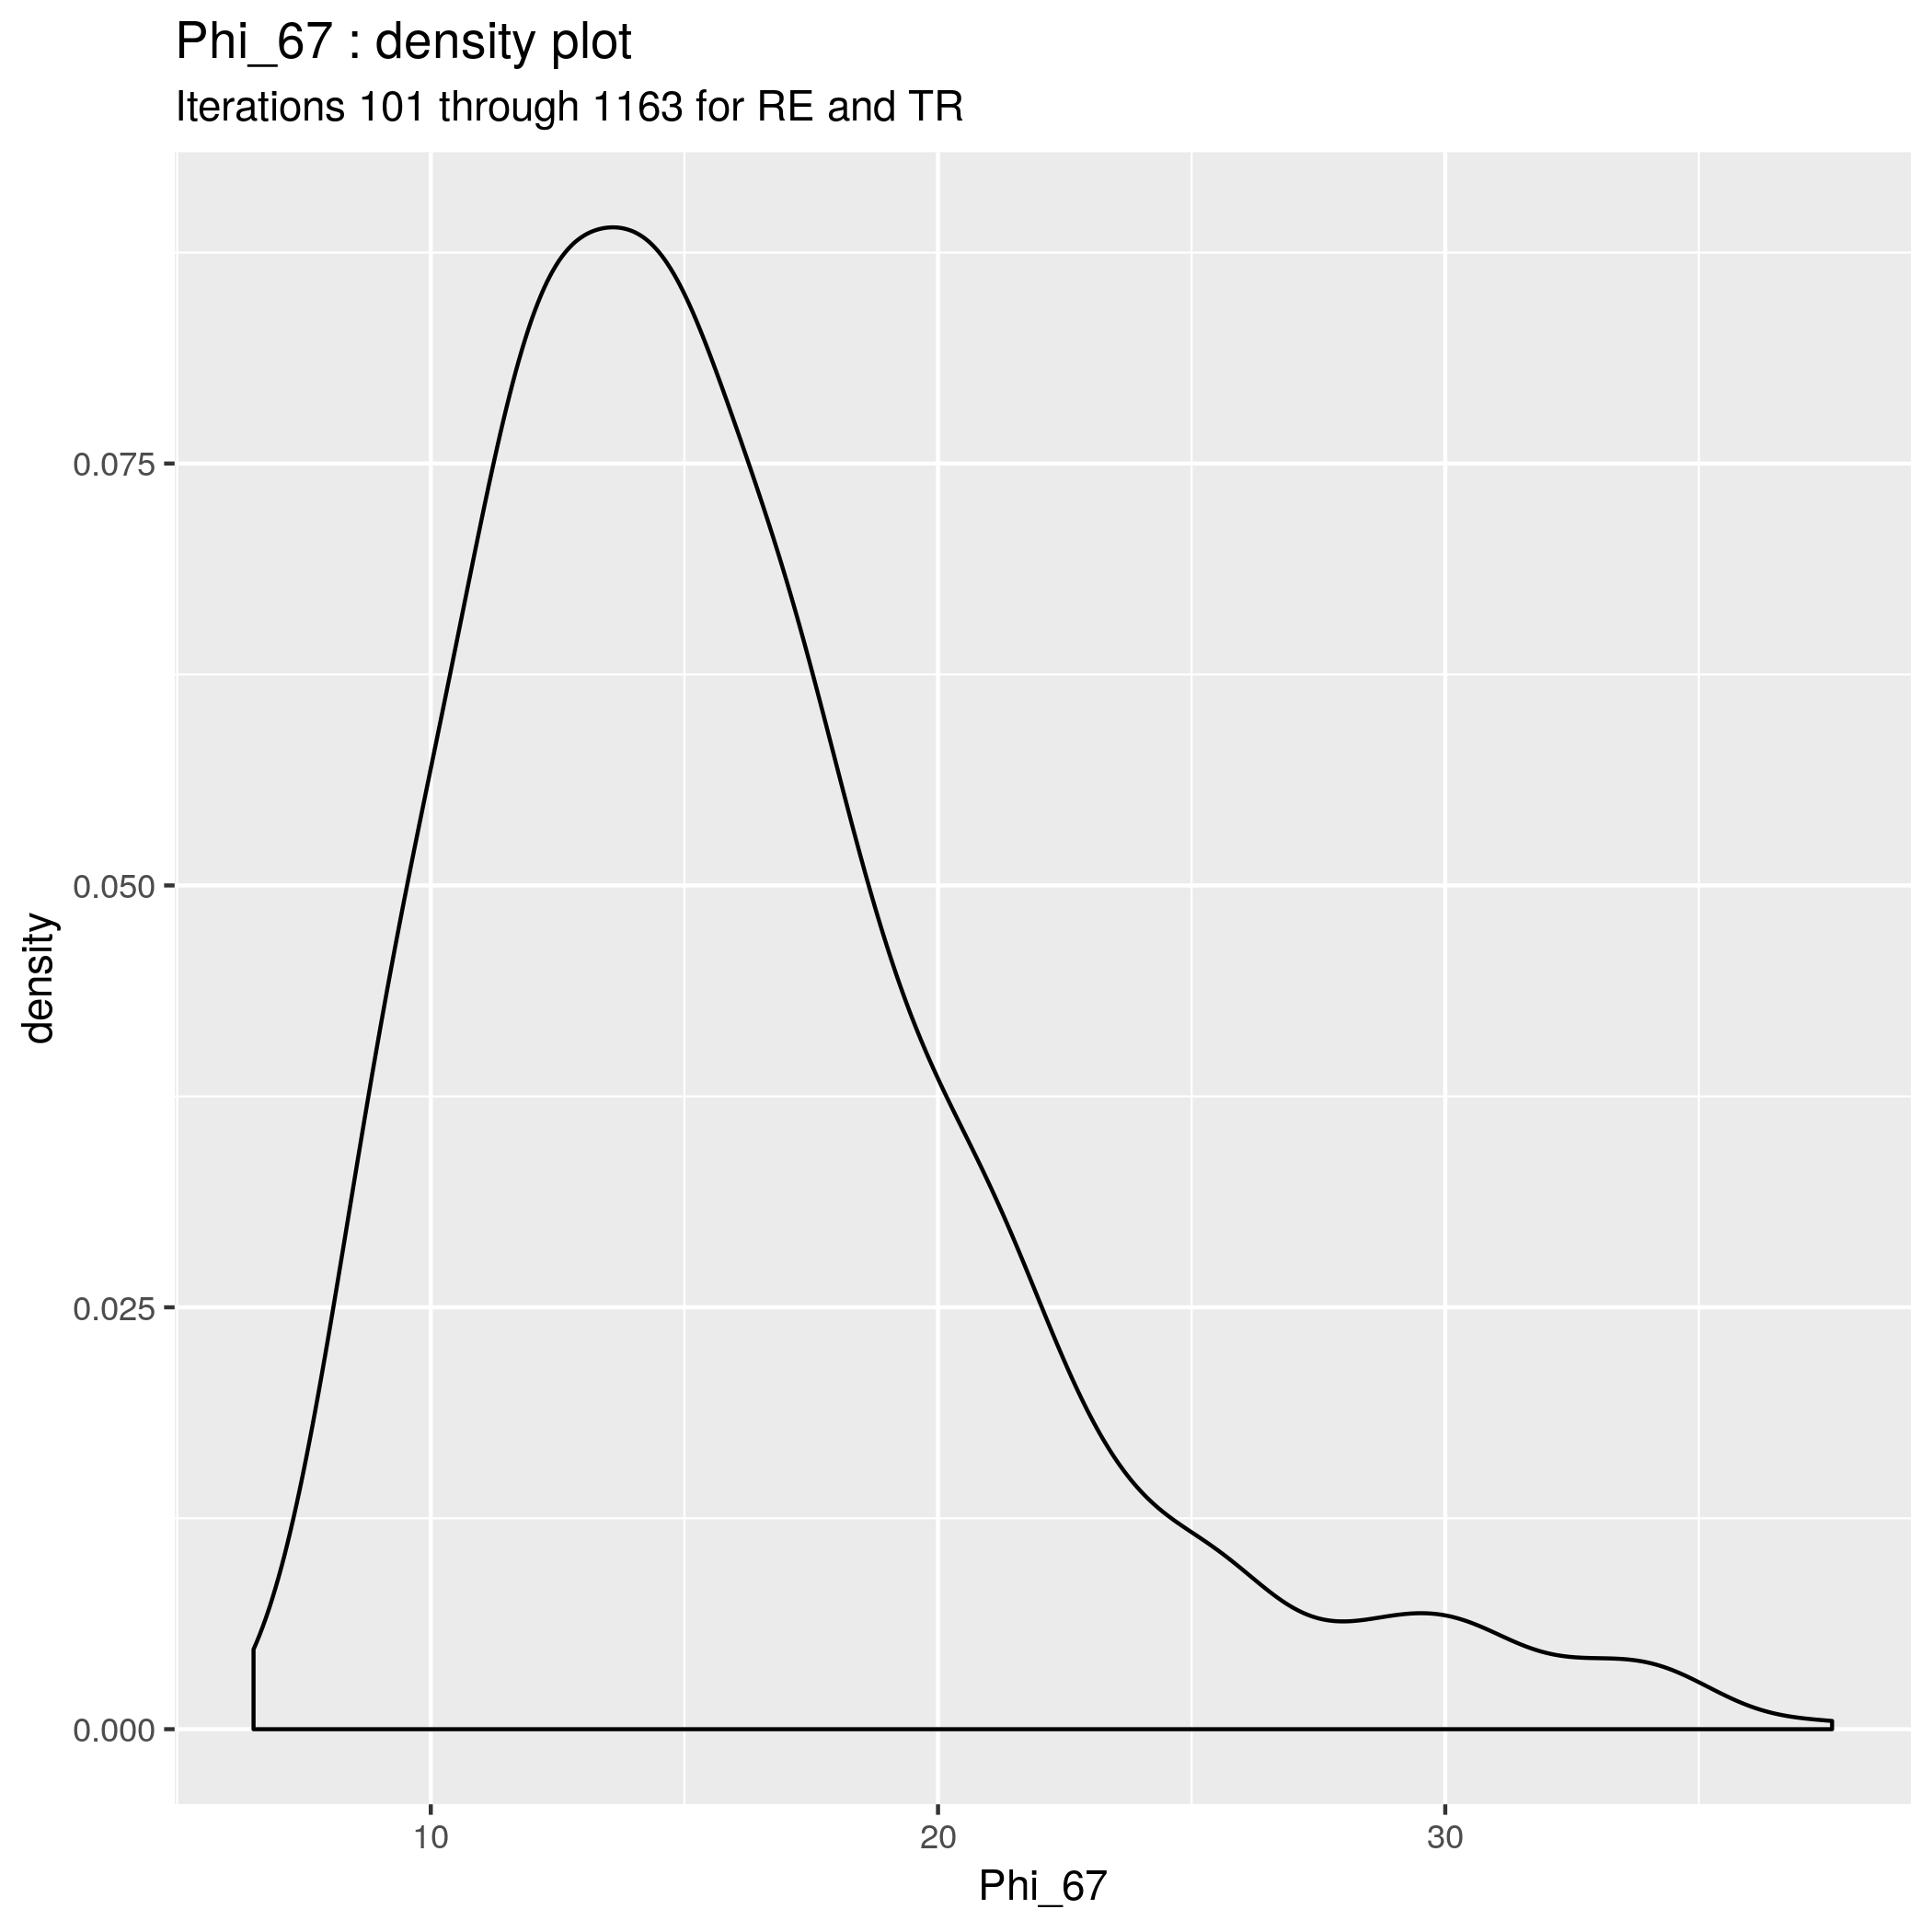 Phi_67 : density plot
Iterations 101 through 1163 for RE and TR
0.075
0.050
0.025
0.000
density
10 20 30
Phi_67